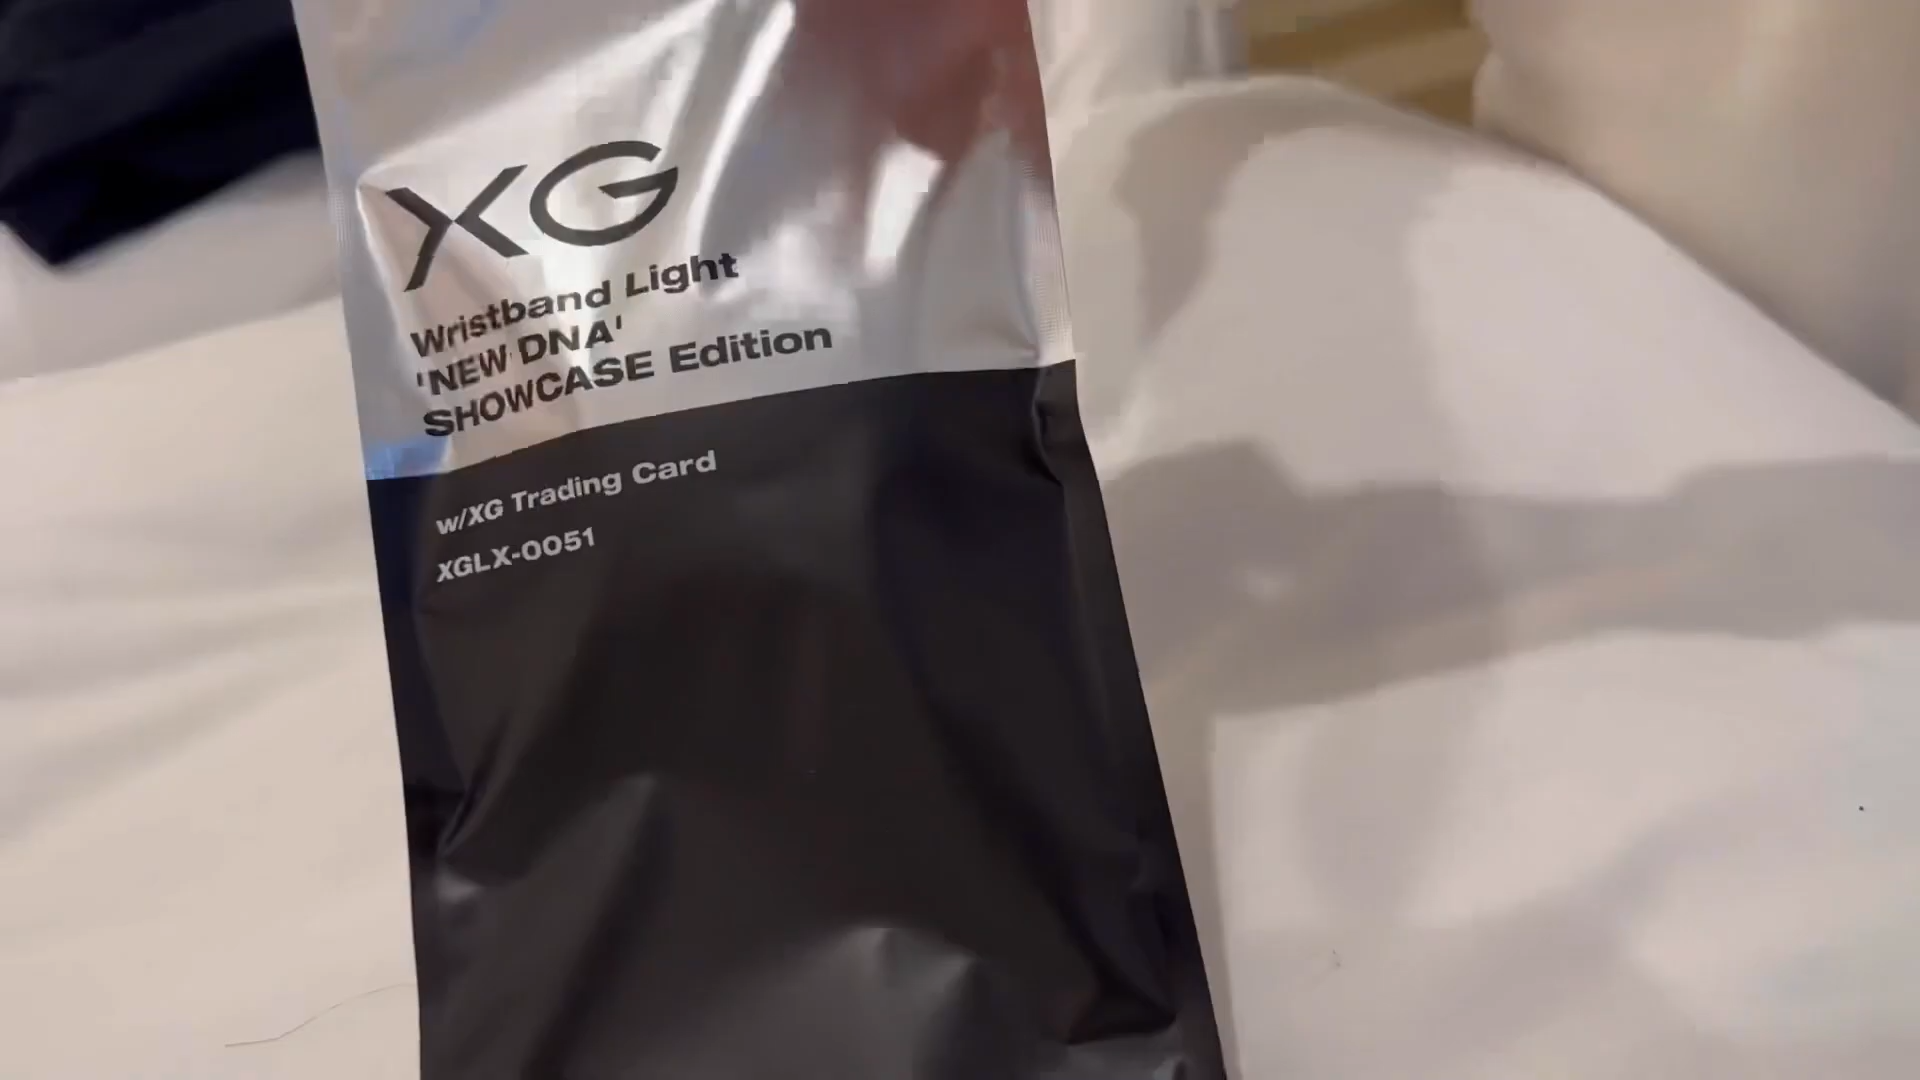 XG
Wristband Light
'NEW DNA'
SHOWCASE Edition
w/XG Trading Card
XGLX-0051